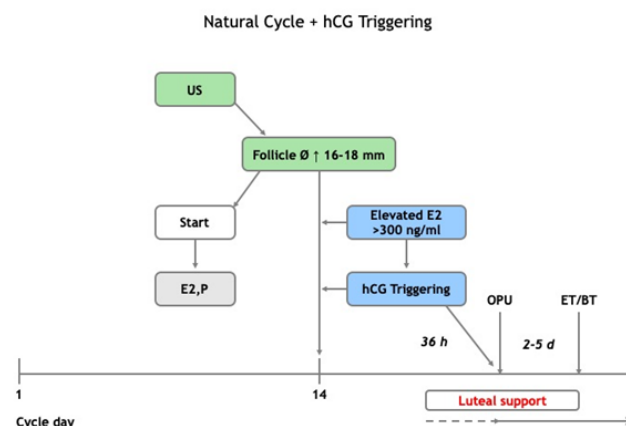 Natural Cycle + hCG Triggering
US
Follicle Ø ↑ 16-18 mm
Start
Elevated E2
>300 ng/ml
E2,P
hCG Triggering
OPU
ET/BT
36 h
2-5 d
1
14
Luteal support
Cycle day